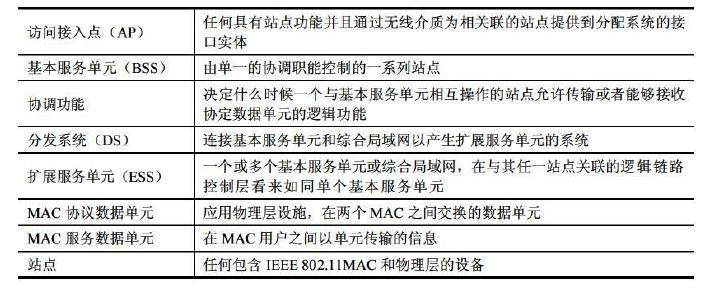 访问接入点（AP）
任何具有站点功能并且通过无线介质为相关联的站点提供到分配系统的接
口实体
基本服务单元（BSS）
由单一的协调职能控制的一系列站点
协调功能
决定什么时候一个与基本服务单元相互操作的站点允许传输或者能够接收
协定数据单元的逻辑功能
分发系统（DS）
连接基本服务单元和综合局域网以产生扩展服务单元的系统
扩展服务单元（ESS）
一个或多个基本服务单元或综合局域网，在与其任一站点关联的逻辑链路
控制层看来如同单个基本服务单元
MAC 协议数据单元
应用物理层设施，在两个 MAC 之间交换的数据单元
MAC 服务数据单元
在 MAC 用户之间以单元传输的信息
站点
任何包含 IEEE 802.11MAC 和物理层的设备